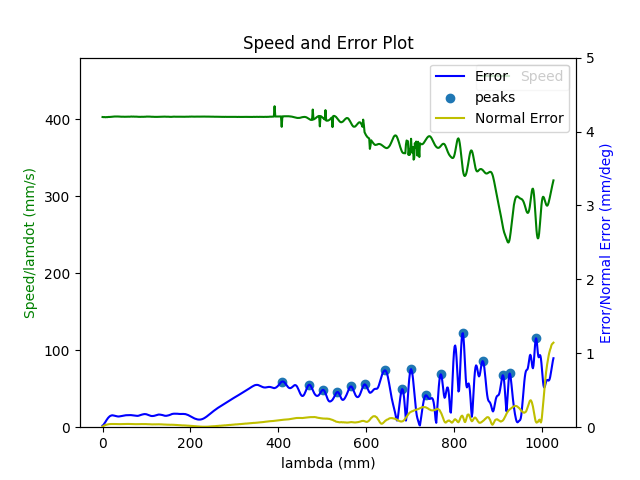 Speed and Error Plot
Error
Speed
peaks
Normal Error
Speed/lamdot (mm/s)
400
300
200
100
0
5
4
3
2
1
0
Error/Normal Error (mm/deg)
0
200
400
600
800
1000
lambda (mm)